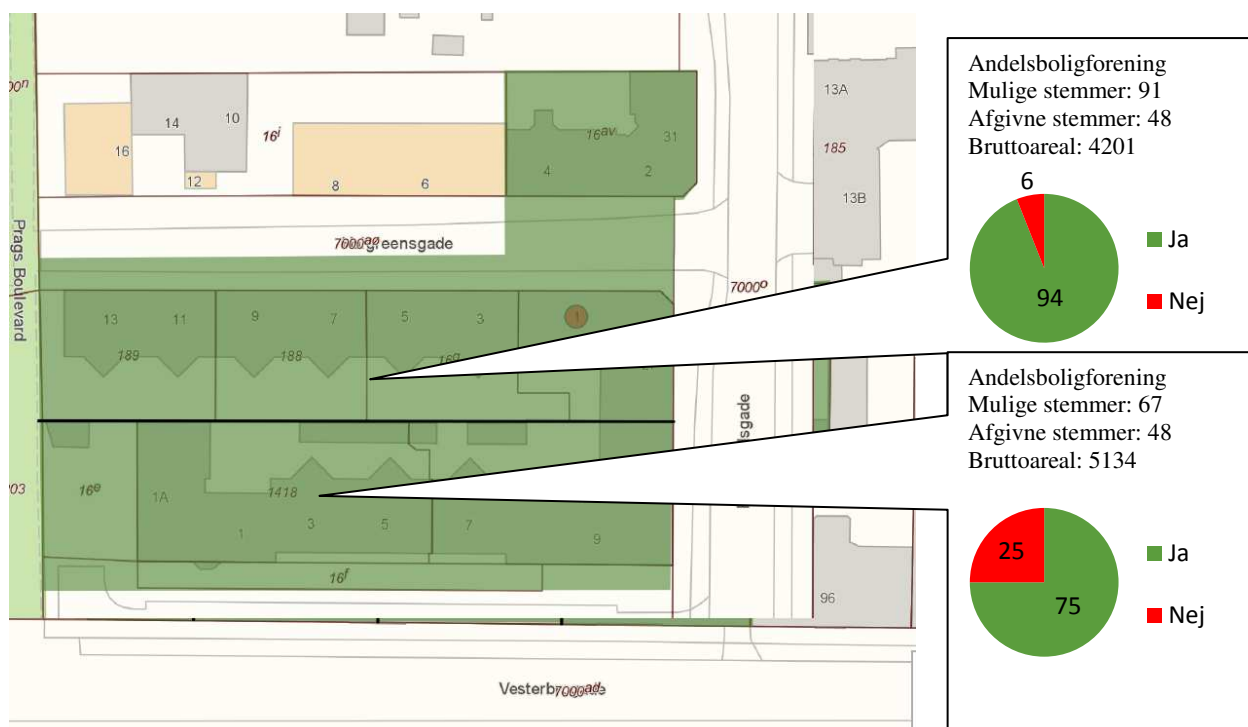 Andelsboligforening
Mulige stemmer: 91
Afgivne stemmer: 48
Bruttoareal: 4201
6
94
Ja
Nej
Andelsboligforening
Mulige stemmer: 67
Afgivne stemmer: 48
Bruttoareal: 5134
25
75
Ja
Nej
13A
185
13B
14
10
16
12
16i
8
6
16av
31
4
2
Prags Boulevard
greensgade
7000o
13
11
9
7
5
3
1
189
188
16e
1A
1418
1
3
5
7
9
16f
96
7000ad